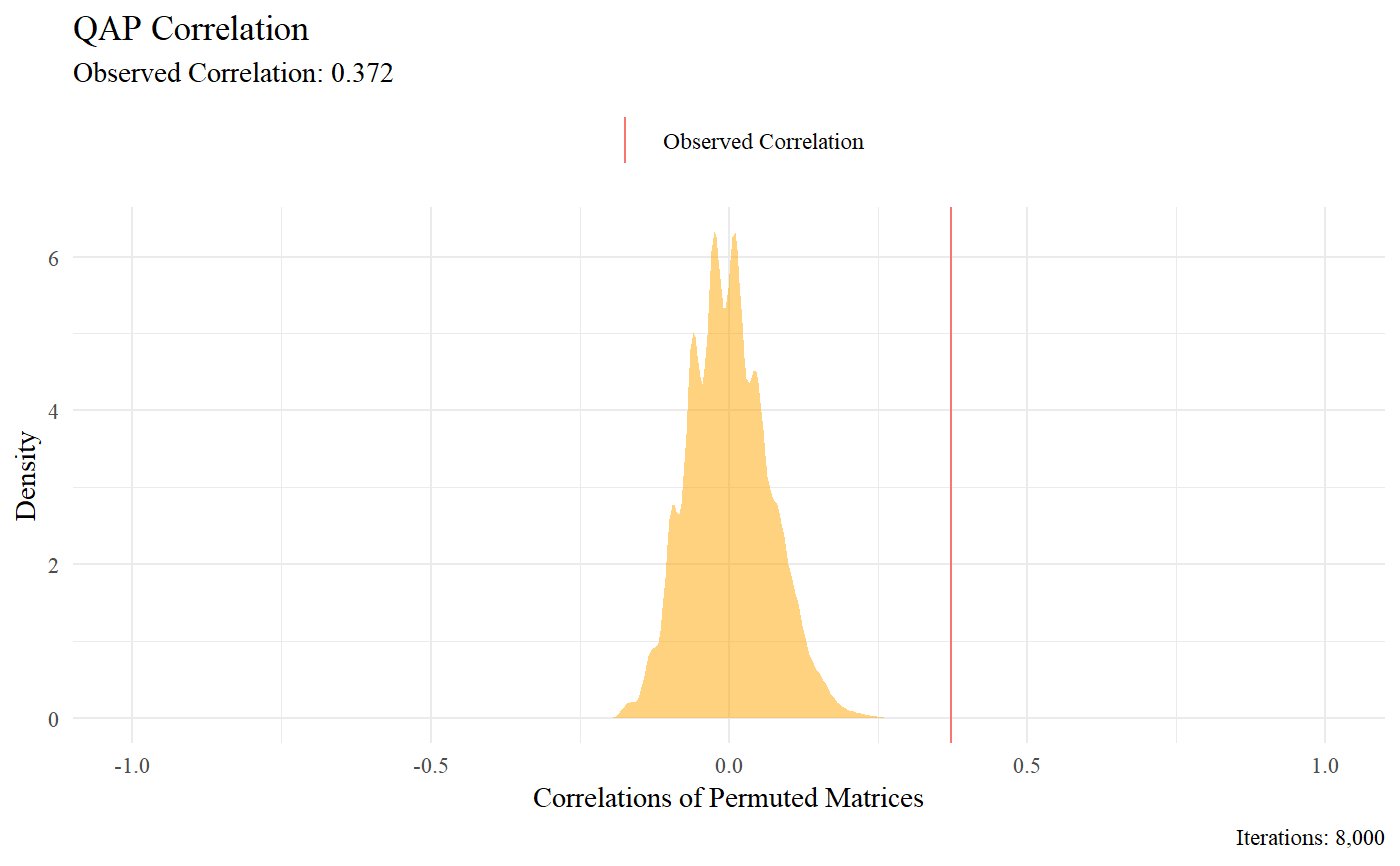 QAP Correlation
Observed Correlation: 0.372
Observed Correlation
6
4
2
0
Density
-1.0 -0.5 0.0 0.5 1.0
Correlations of Permuted Matrices
Iterations: 8,000